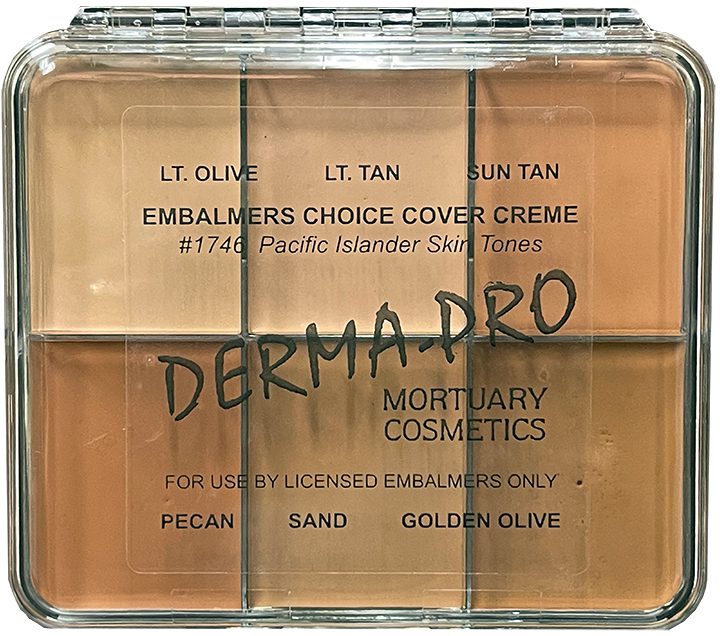 LT. OLIVE LT. TAN SUN TAN
EMBALMERS CHOICE COVER CREME
#1746 Pacific Islander Skin Tones
DERMA-PRO
MORTUARY
COSMETICS
FOR USE BY LICENSED EMBALMERS ONLY
PECAN SAND GOLDEN OLIVE